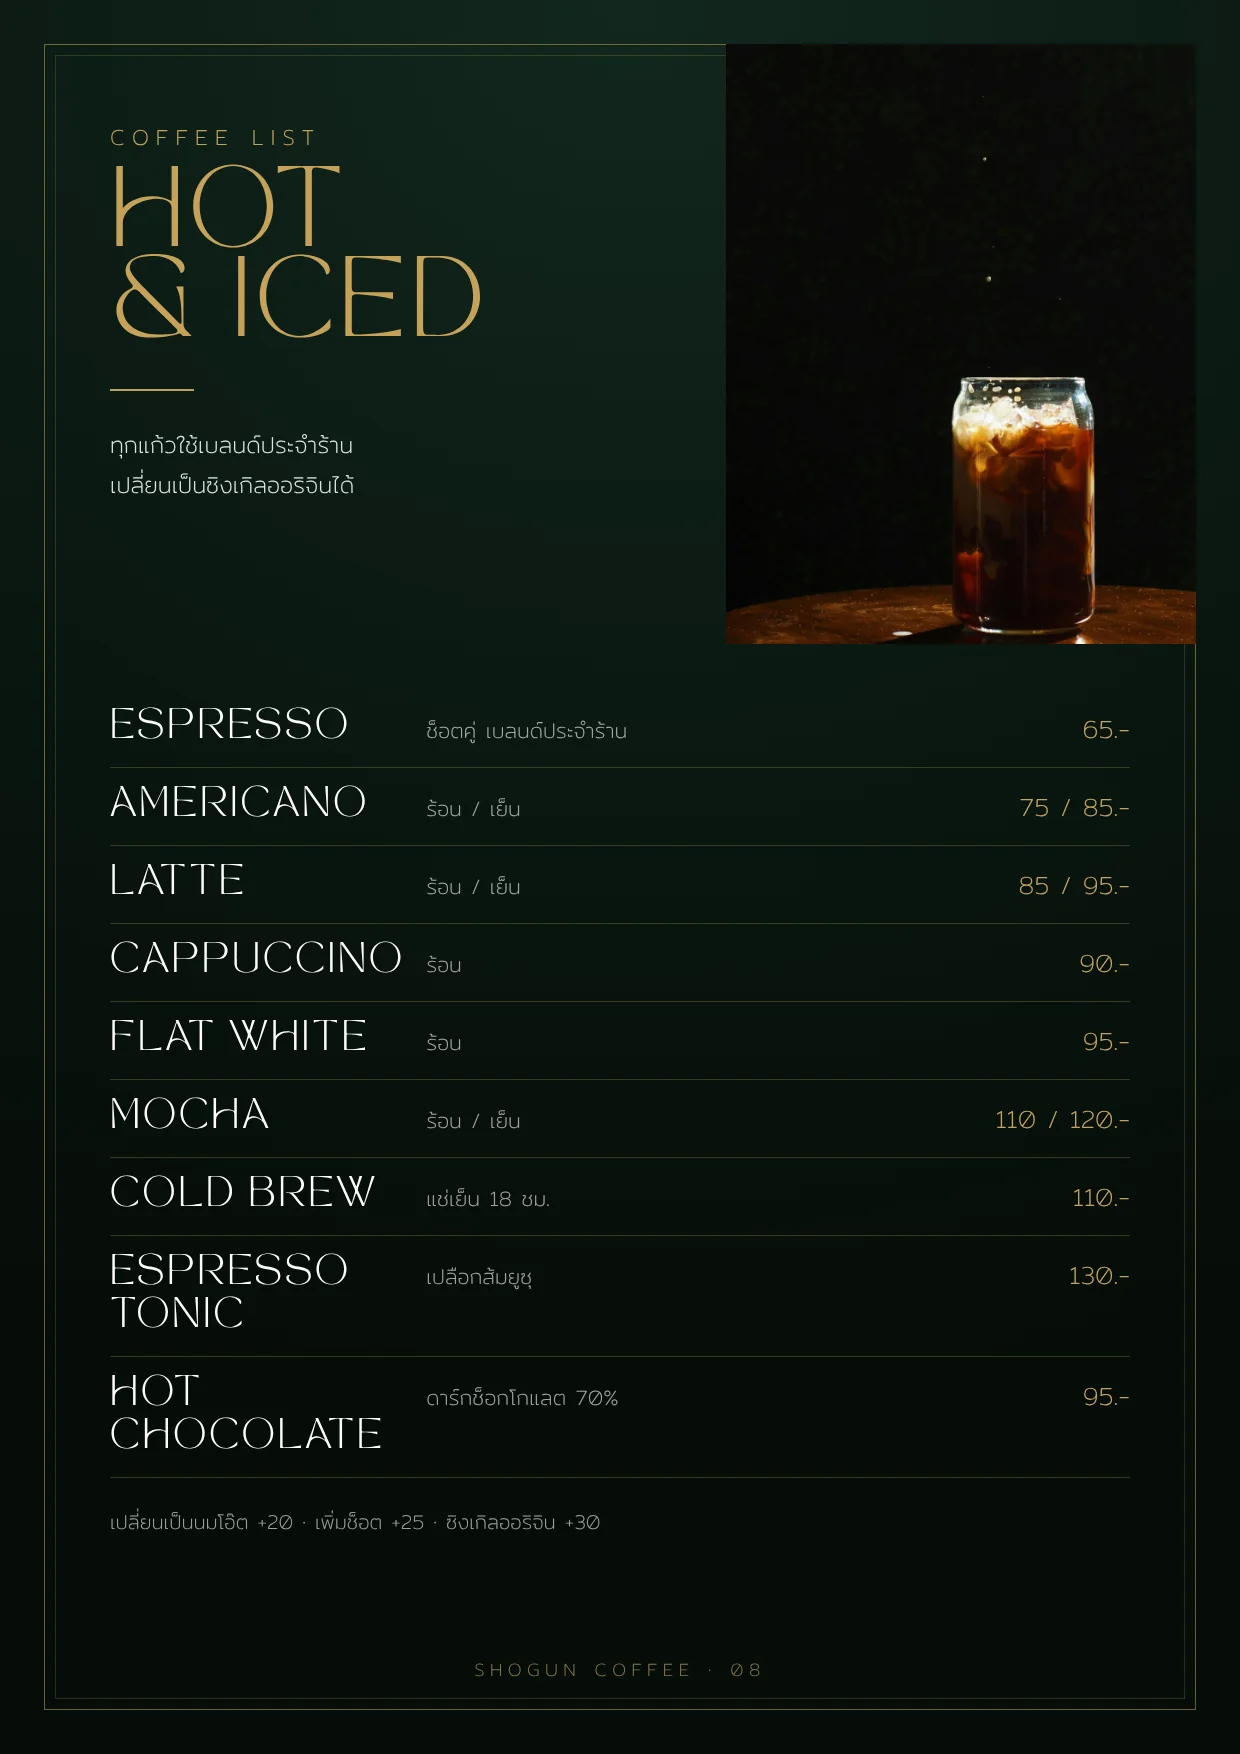 COFFEE LIST
HOT
& ICED
ทุกแก้วใช้เบลนด์ประจำร้าน
เปลี่ยนเป็นซิงเกิลออริจินได้
ESPRESSO ช็อตคู่ เบลนด์ประจำร้าน 65.-
AMERICANO ร้อน / เย็น 75 / 85.-
LATTE ร้อน / เย็น 85 / 95.-
CAPPUCCINO ร้อน 90.-
FLAT WHITE ร้อน 95.-
MOCHA ร้อน / เย็น 110 / 120.-
COLD BREW แช่เย็น 18 ชม. 110.-
ESPRESSO เปลือกส้มยูซุ 130.-
TONIC
HOT ดาร์กช็อกโกแลต 70% 95.-
CHOCOLATE
เปลี่ยนเป็นนมโอ๊ต +20 · เพิ่มช็อต +25 · ซิงเกิลออริจิน +30
SHOGUN COFFEE · 08